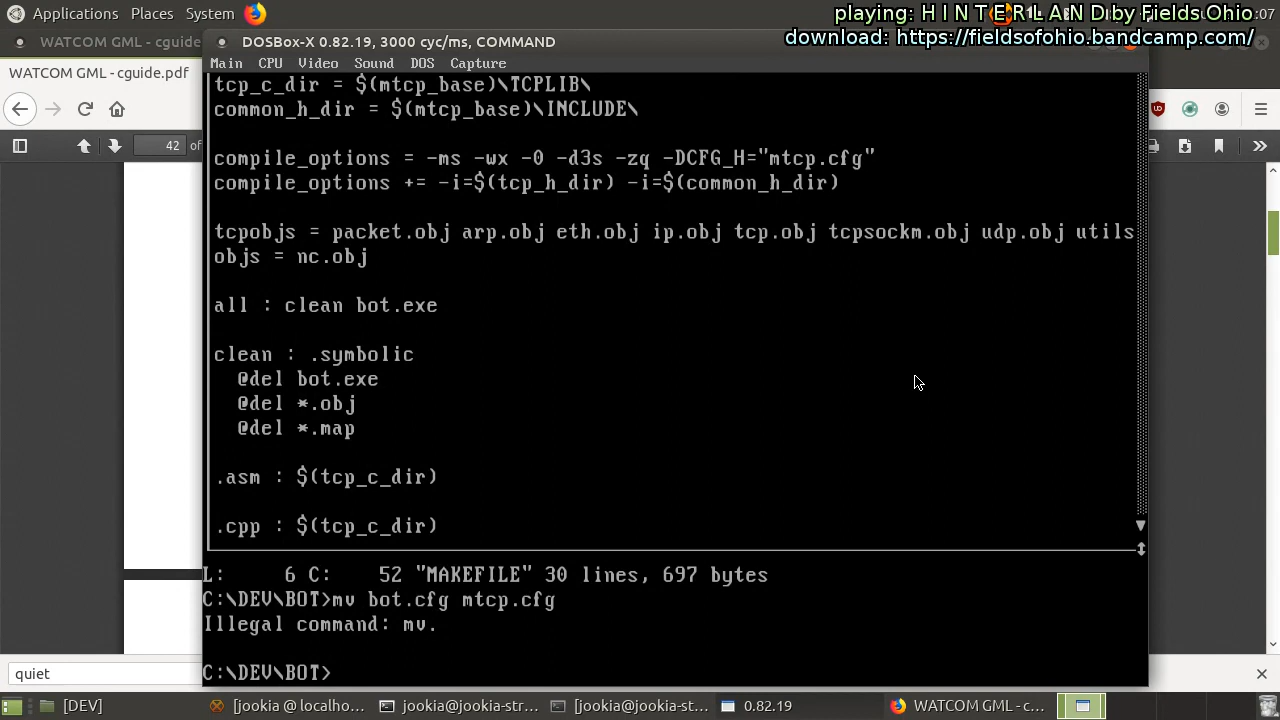 Applications Places System
:07
playing: H I N T E R L A N D by Fields Ohio
download: https://fieldsofohio.bandcamp.com/
WATCOM GML - cguide
DOSBox-X 0.82.19, 3000 cyc/ms, COMMAND
WATCOM GML - cguide.pdf
Main CPU Video Sound DOS Capture
42 of
tcp_c_dir = $(mtcp_base)\TCPLIB\
common_h_dir = $(mtcp_base)\INCLUDE\
compile_options = -ms -wx -0 -d3s -zq -DCFG_H="mtcp.cfg"
compile_options += -i=$(tcp_h_dir) -i=$(common_h_dir)
tcpobjs = packet.obj arp.obj eth.obj ip.obj tcp.obj tcpsockm.obj udp.obj utils
objs = nc.obj
all : clean bot.exe
clean : .symbolic
@del bot.exe
@del *.obj
@del *.map
.asm : $(tcp_c_dir)
.cpp : $(tcp_c_dir)
L: 6 C: 52 "MAKEFILE" 30 lines, 697 bytes
C:\DEV\BOT>mv bot.cfg mtcp.cfg
Illegal command: mv.
C:\DEV\BOT>
quiet
[DEV]
[jookia @ localho...
jookia@jookia-str...
[jookia@jookia-st...
0.82.19
WATCOM GML - c...